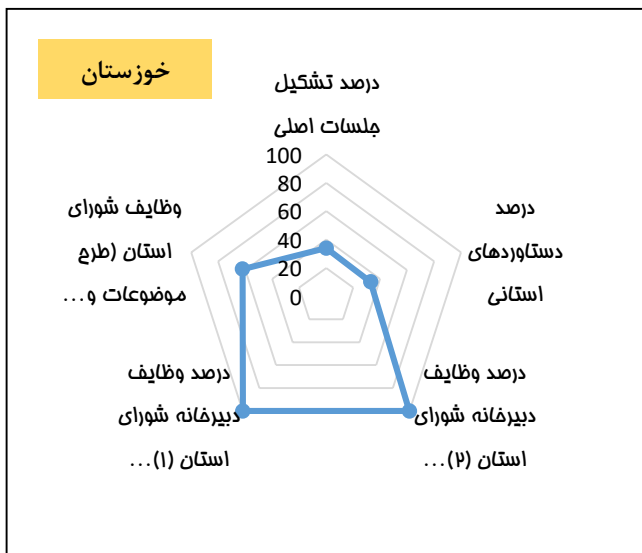 خوزستان
درصد تشکیل
جلسات اصلی
100
80
60
40
20
0
درصد
دستاوردهای
استانی
درصد وظایف
دبیرخانه شورای
استان (۲)...
درصد وظایف
دبیرخانه شورای
استان (۱)...
وظایف شورای
استان (طرح
موضوعات و...